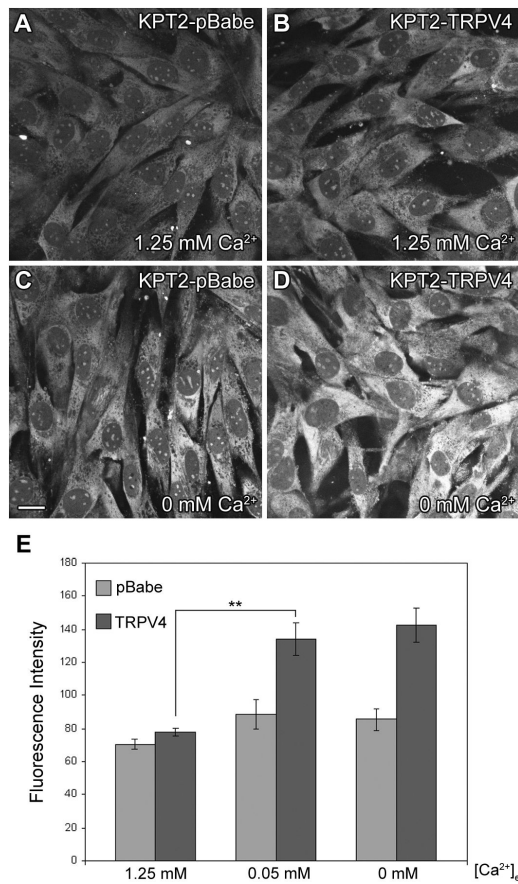 A KPT2-pBabe
1.25 mM Ca²⁺
B KPT2-TRPV4
1.25 mM Ca²⁺
C KPT2-pBabe
0 mM Ca²⁺
D KPT2-TRPV4
0 mM Ca²⁺
E
180
160
140
120
100
80
60
40
20
0
Fluorescence Intensity
pBabe
TRPV4
**
1.25 mM 0.05 mM 0 mM [Ca²⁺]e